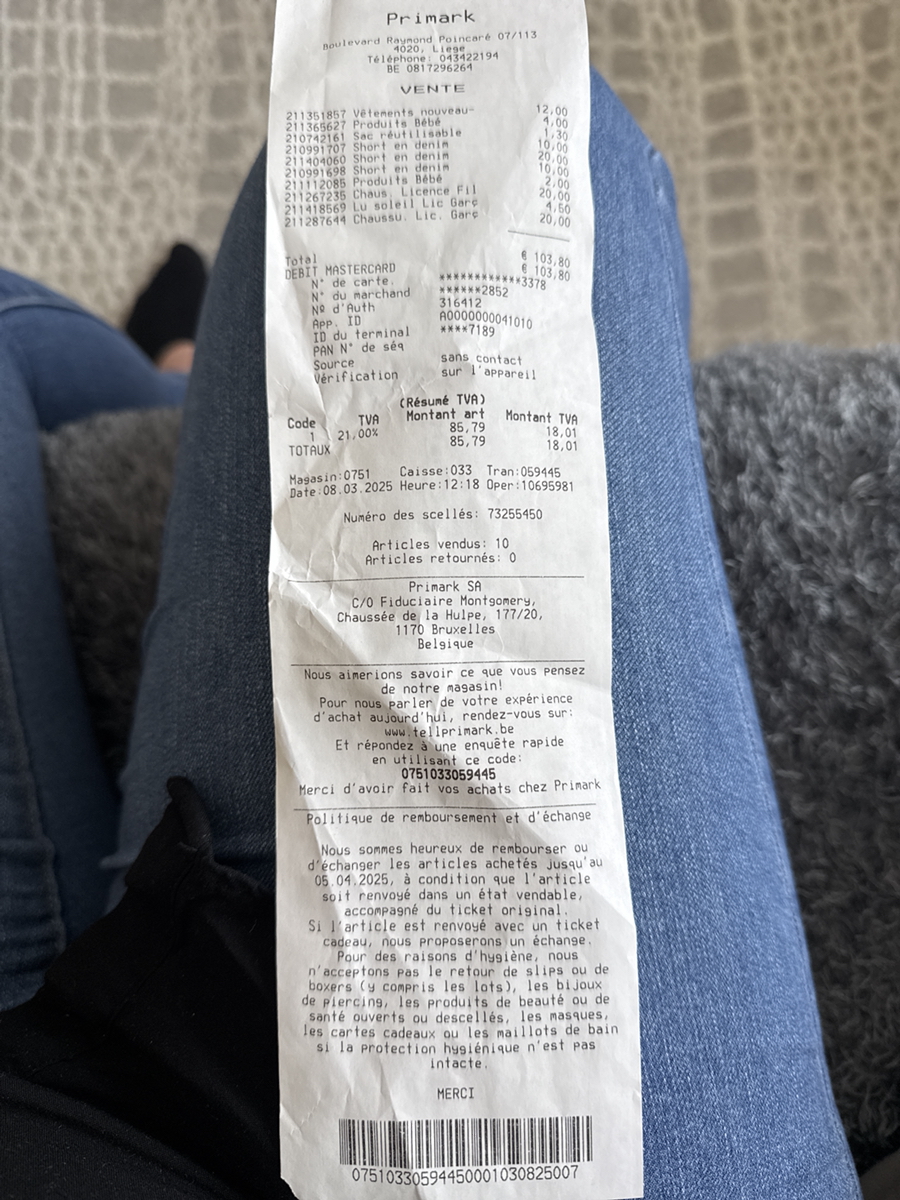 Primark
Boulevard Raymond Poincaré 07/113
4020, Liege
Téléphone: 043422194
BE 0817296264
VENTE
211351857 Vêtements nouveau- 12,00
211365627 Produits Bébé 4,00
210742161 Sac réutilisable 1,30
210991707 Short en denim 10,00
211404060 Short en denim 20,00
210991698 Short en denim 10,00
211112085 Produits Bébé 2,00
211267235 Chaus. Licence Fil 20,00
211418569 Lu soleil Lic Garç 4,50
211287644 Chaussu. Lic. Garç 20,00
Total € 103,80
DEBIT MASTERCARD € 103,80
N° de carte. ************3378
N° du marchand ******2852
Nº d'Auth 316412
App. ID A0000000041010
ID du terminal ****7189
PAN N° de séq
Source sans contact
Vérification sur l'appareil
(Résumé TVA)
Code TVA Montant art Montant TVA
1 21,00% 85,79 18,01
TOTAUX 85,79 18,01
Magasin:0751 Caisse:033 Tran:059445
Date:08.03.2025 Heure:12:18 Oper:10695981
Numéro des scellés: 73255450
Articles vendus: 10
Articles retournés: 0
Primark SA
C/O Fiduciaire Montgomery,
Chaussée de la Hulpe, 177/20,
1170 Bruxelles
Belgique
Nous aimerions savoir ce que vous pensez
de notre magasin!
Pour nous parler de votre expérience
d'achat aujourd'hui, rendez-vous sur:
www.tellprimark.be
Et répondez à une enquête rapide
en utilisant ce code:
0751033059445
Merci d'avoir fait vos achats chez Primark
Politique de remboursement et d'échange
Nous sommes heureux de rembourser ou
d'échanger les articles achetés jusqu'au
05.04.2025, à condition que l'article
soit renvoyé dans un état vendable,
accompagné du ticket original.
Si l'article est renvoyé avec un ticket
cadeau, nous proposerons un échange.
Pour des raisons d'hygiène, nous
n'acceptons pas le retour de slips ou de
boxers (y compris les lots), les bijoux
de piercing, les produits de beauté ou de
santé ouverts ou descellés, les masques,
les cartes cadeaux ou les maillots de bain
si la protection hygiénique n'est pas
intacte.
MERCI
07510330594450001030825007